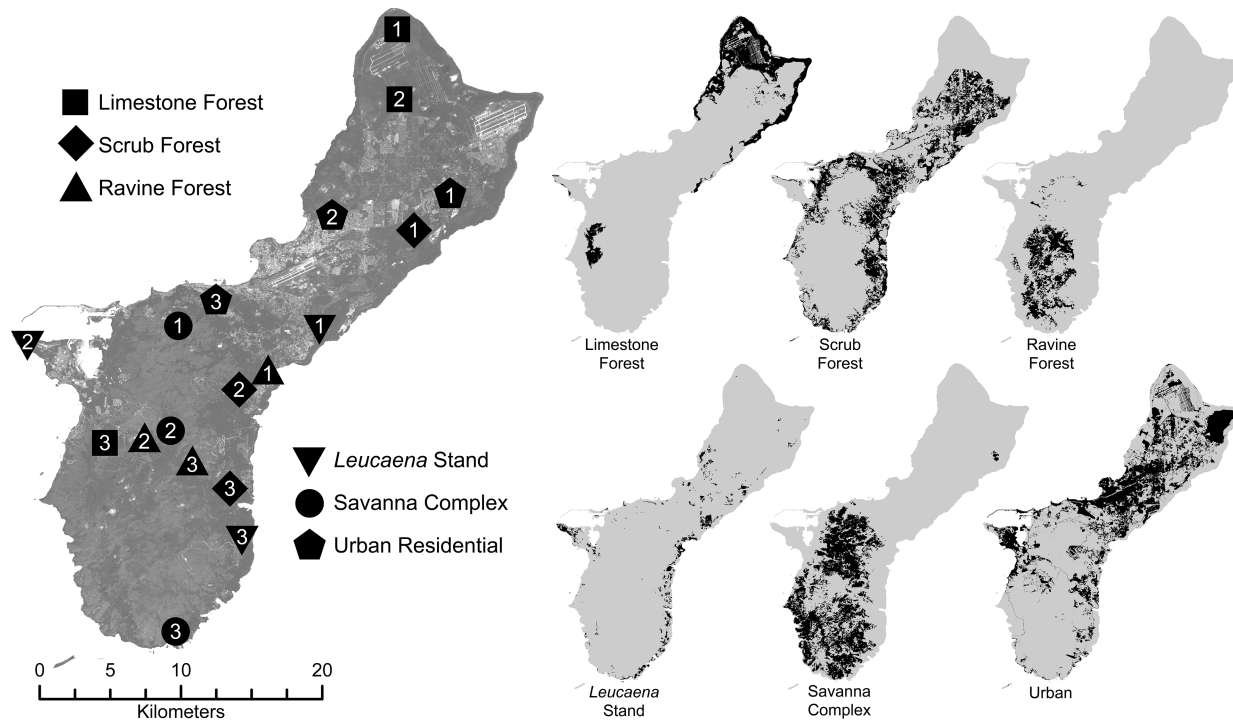 Limestone Forest
Scrub Forest
Ravine Forest
1
2
1
2
1
3
1
1
2
1
2
2
3
2
3
3
3
3
Leucaena Stand
Savanna Complex
Urban Residential
0 5 10 20
Kilometers
Limestone
Forest
Scrub
Forest
Ravine
Forest
Leucaena
Stand
Savanna
Complex
Urban